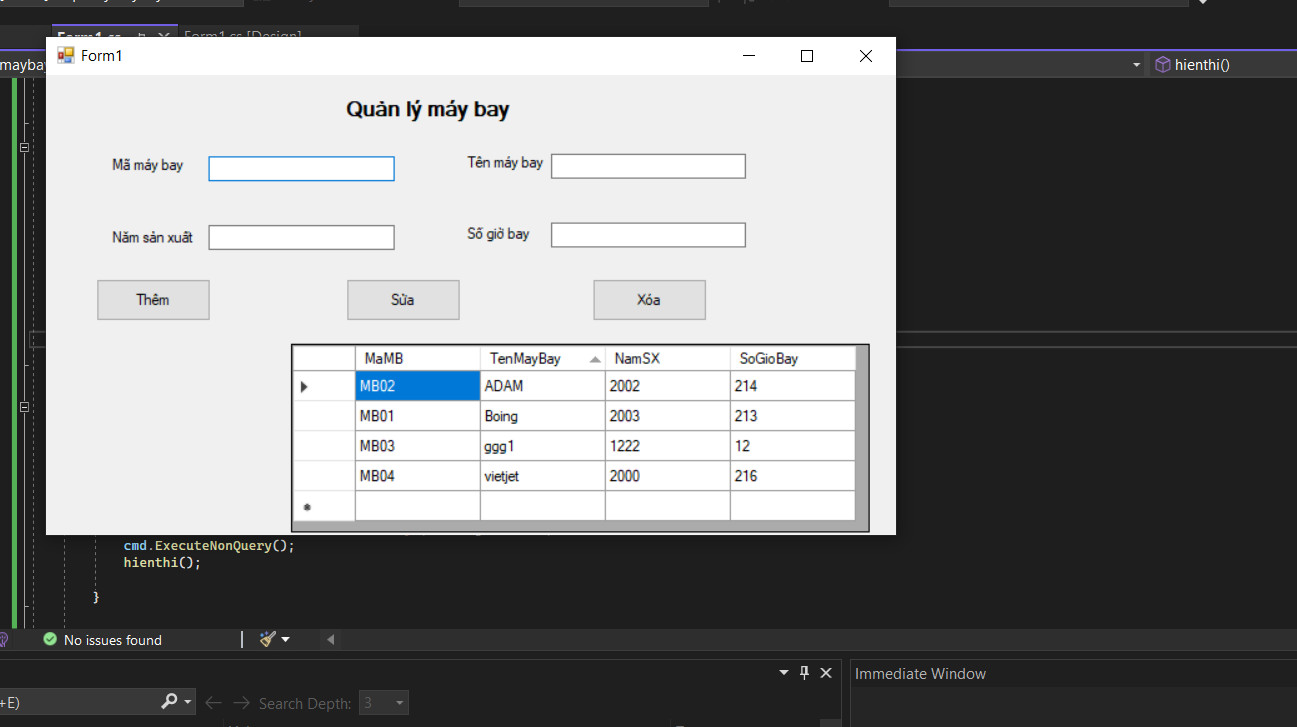 Form1.cs
Form1.cs [Design]
Form1
hienthi()
Quản lý máy bay
Mã máy bay
Tên máy bay
Năm sản xuất
Số giờ bay
Thêm
Sửa
Xóa
MaMB TenMayBay NamSX SoGioBay
MB02 ADAM 2002 214
MB01 Boing 2003 213
MB03 ggg1 1222 12
MB04 vietjet 2000 216
cmd.ExecuteNonQuery();
hienthi();
}
No issues found
Immediate Window
+E)
Search Depth: 3